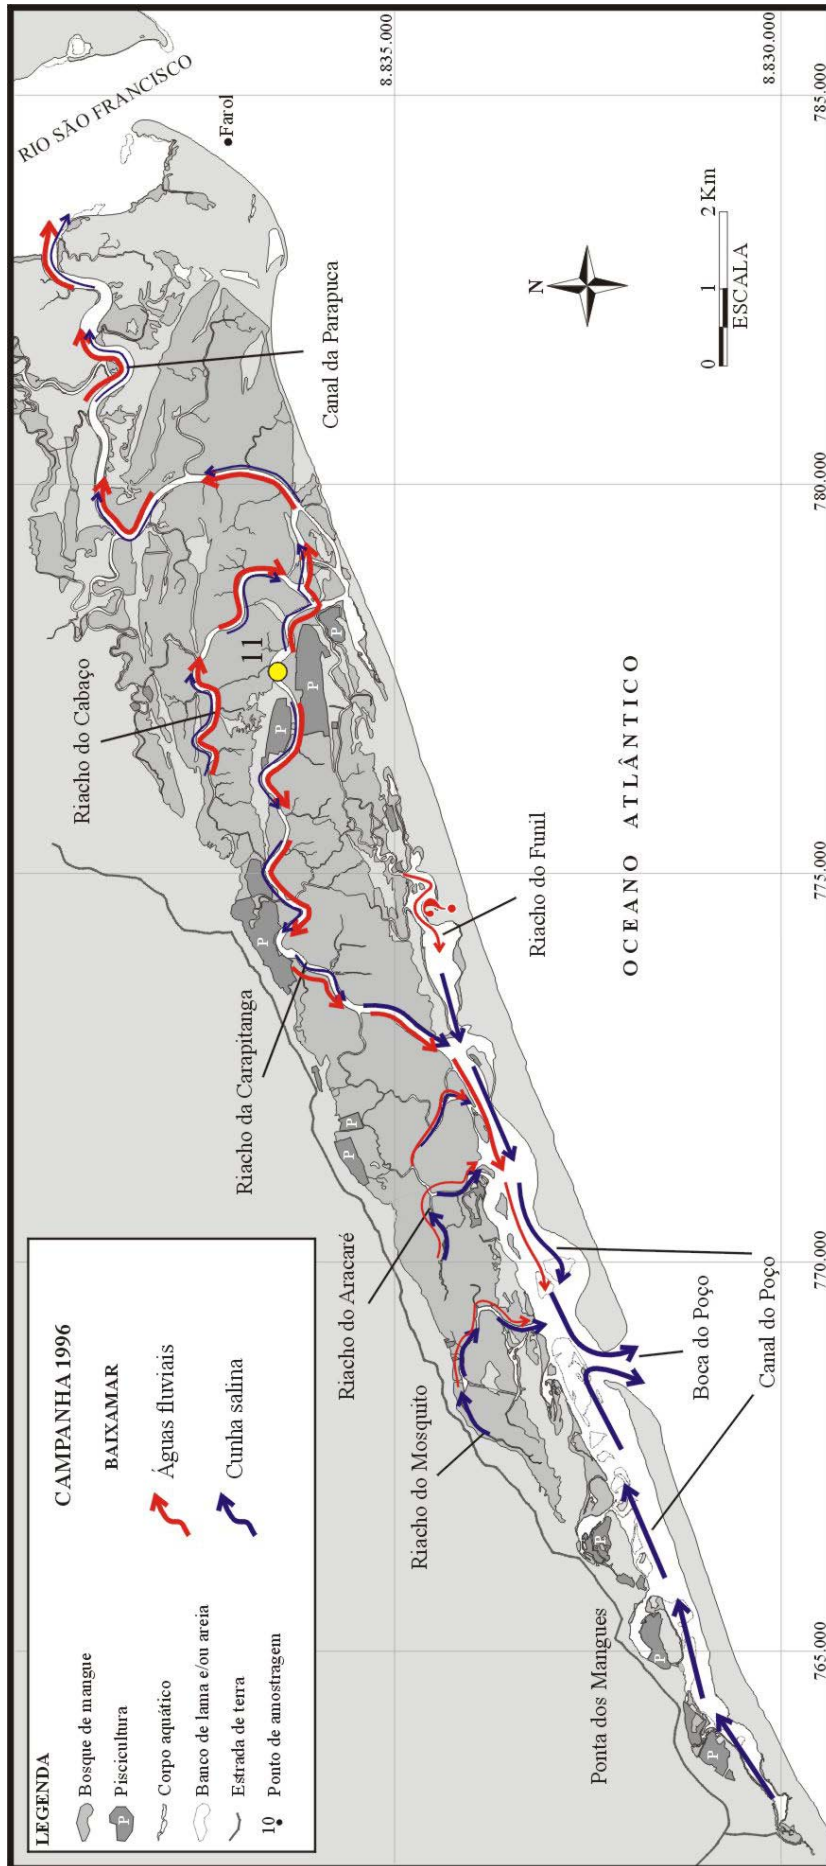 LEGENDA
CAMPANHA 1996
BAIXAMAR
Bosque de mangue
P
Piscicultura
Corpo aquático
Banco de lama e/ou areia
Estrada de terra
10
Ponto de amostragem
Águas fluviais
Cunha salina
RIO SÃO FRANCISCO
Farol
Canal da Parapuca
Riacho do Cabaço
11
P
P
P
P
Riacho da Carapitanga
P
P
Riacho do Funil
?
Riacho do Aracaré
Riacho do Mosquito
Boca do Poço
Canal do Poço
Ponta dos Mangues
P
P
P
OCEANO ATLÂNTICO
N
0 1 2 Km
ESCALA
8.835.000
8.830.000
765.000
770.000
775.000
780.000
785.000